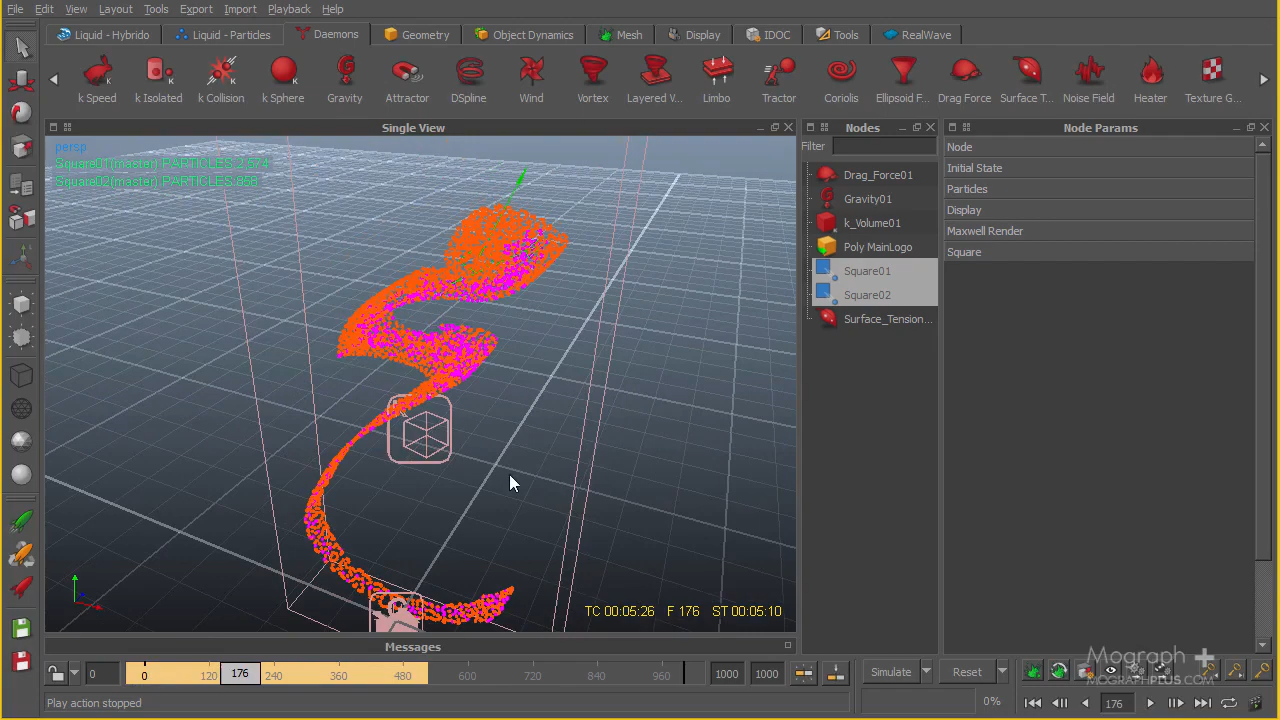 File Edit View Layout Tools Export Import Playback Help
Liquid - Hybrido Liquid - Particles Daemons Geometry Object Dynamics Mesh Display IDOC Tools RealWave
k Speed k Isolated k Collision k Sphere Gravity Attractor DSpline Wind Vortex Layered V... Limbo Tractor Coriolis Ellipsoid F... Drag Force Surface T... Noise Field Heater Texture G...
Single View
Nodes
Node Params
persp
Square01(master) PARTICLES:2,674
Square02(master) PARTICLES:858
Filter
Drag_Force01
Gravity01
k_Volume01
Poly MainLogo
Square01
Square02
Surface_Tension...
Node
Initial State
Particles
Display
Maxwell Render
Square
TC 00:05:26 F 176 ST 00:05:10
Messages
0 0 120 176 240 360 480 600 720 840 960 1000 1000
Simulate Reset
Play action stopped
0% 176
Mograph
MOGRAPHPLUS.COM